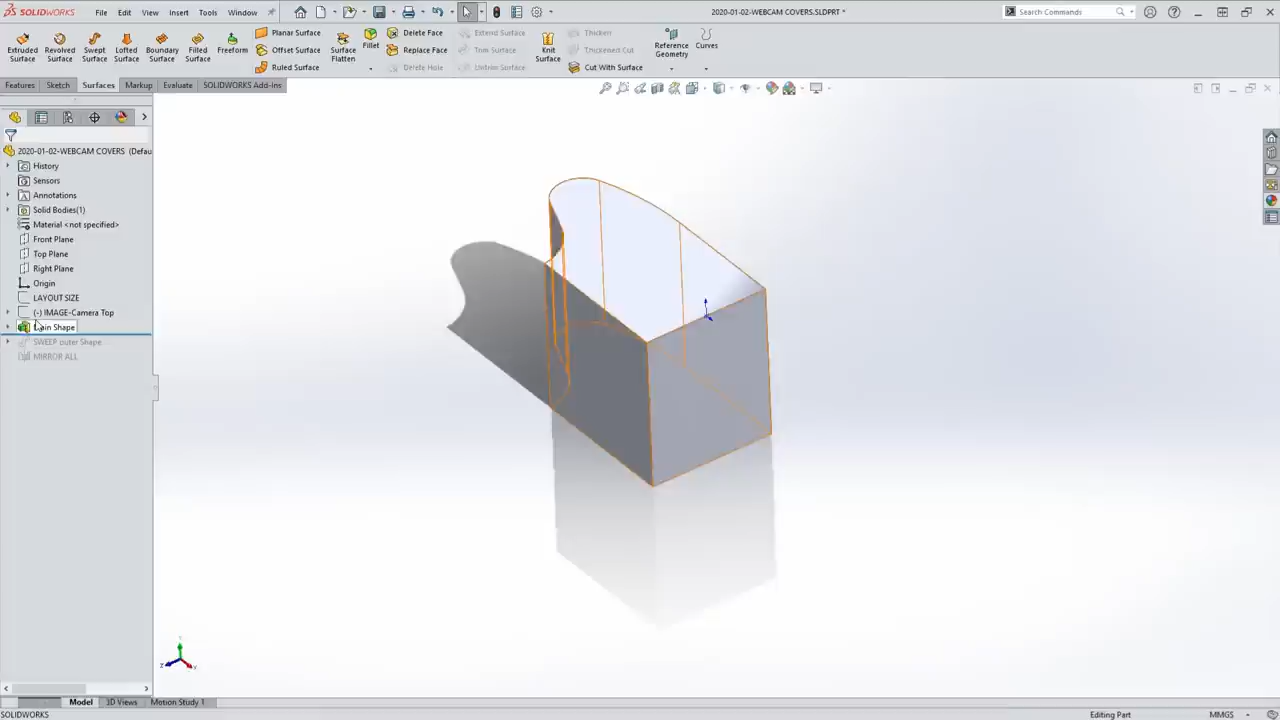 SOLIDWORKS File Edit View Insert Tools Window 2020-01-02-WEBCAM COVERS.SLDPRT * Search Commands
Extruded Surface
Revolved Surface
Swept Surface
Lofted Surface
Boundary Surface
Filled Surface
Freeform
Planar Surface
Offset Surface
Ruled Surface
Surface Flatten
Fillet
Delete Face
Replace Face
Delete Hole
Extend Surface
Trim Surface
Untrim Surface
Knit Surface
Thicken
Thickened Cut
Cut With Surface
Reference Geometry
Curves
Features Sketch Surfaces Markup Evaluate SOLIDWORKS Add-Ins
2020-01-02-WEBCAM COVERS (Defau
History
Sensors
Annotations
Solid Bodies(1)
Material <not specified>
Front Plane
Top Plane
Right Plane
Origin
LAYOUT SIZE
(-) IMAGE-Camera Top
ain Shape
SWEEP outer Shape
MIRROR ALL
Model 3D Views Motion Study 1
SOLIDWORKS Editing Part MMGS